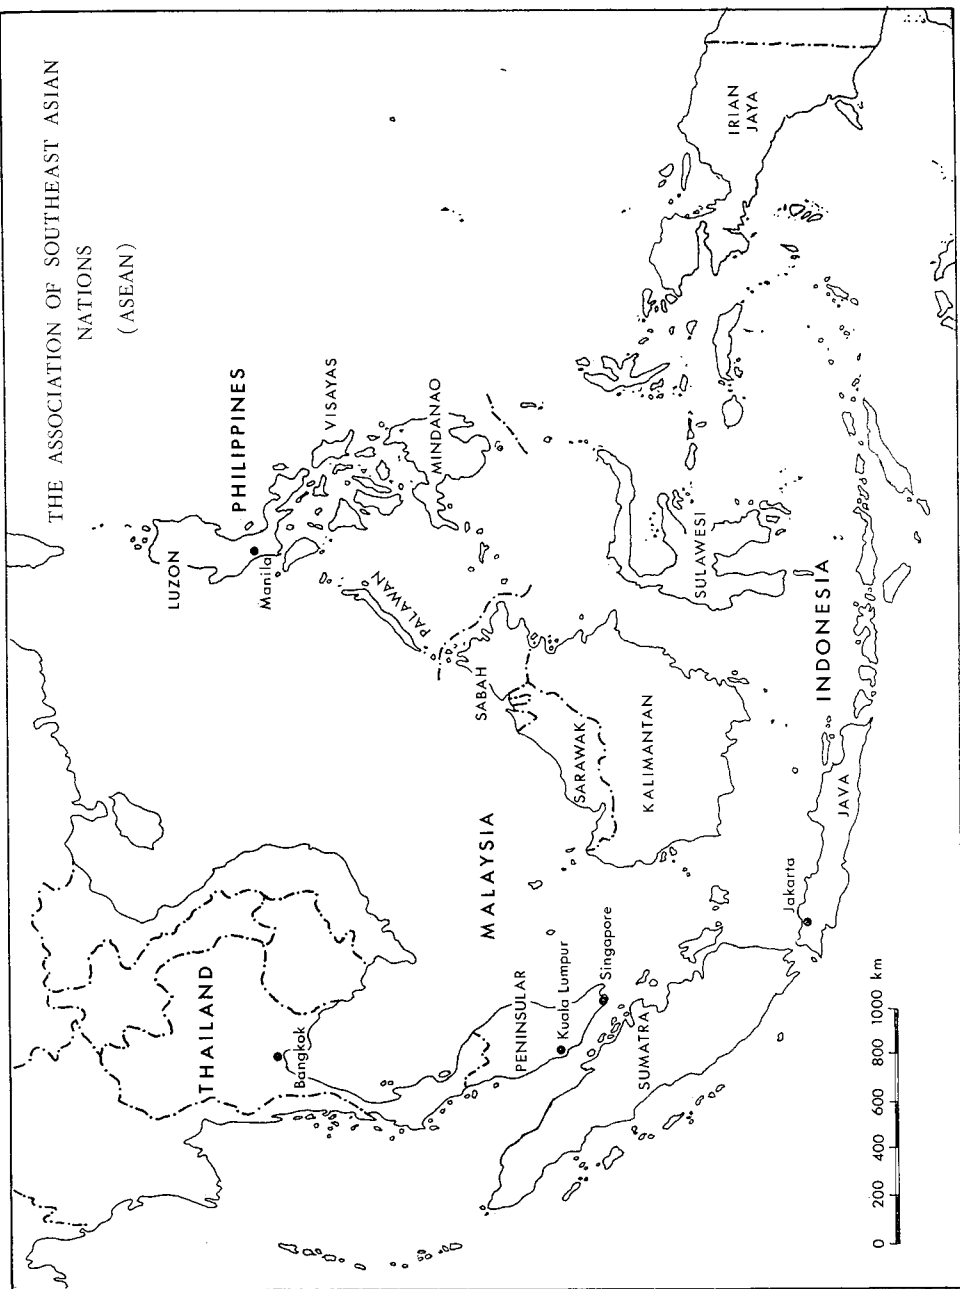 THE ASSOCIATION OF SOUTHEAST ASIAN
NATIONS
(ASEAN)
PHILIPPINES
LUZON
Manila
VISAYAS
MINDANAO
PALAWAN
THAILAND
Bangkok
MALAYSIA
SABAH
SARAWAK
PENINSULAR
Kuala Lumpur
Singapore
KALIMANTAN
SUMATRA
SULAWESI
IRIAN
JAYA
INDONESIA
Jakarta
JAVA
0 200 400 600 800 1000 km